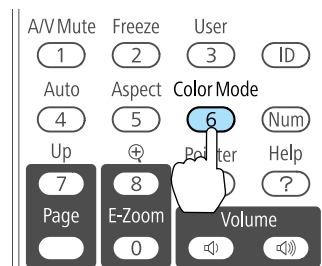 A/V Mute Freeze User
1 2 3 ID
Auto Aspect Color Mode
4 5 6 Num
Up Help
7 8 ?
Page E-Zoom Volume
0